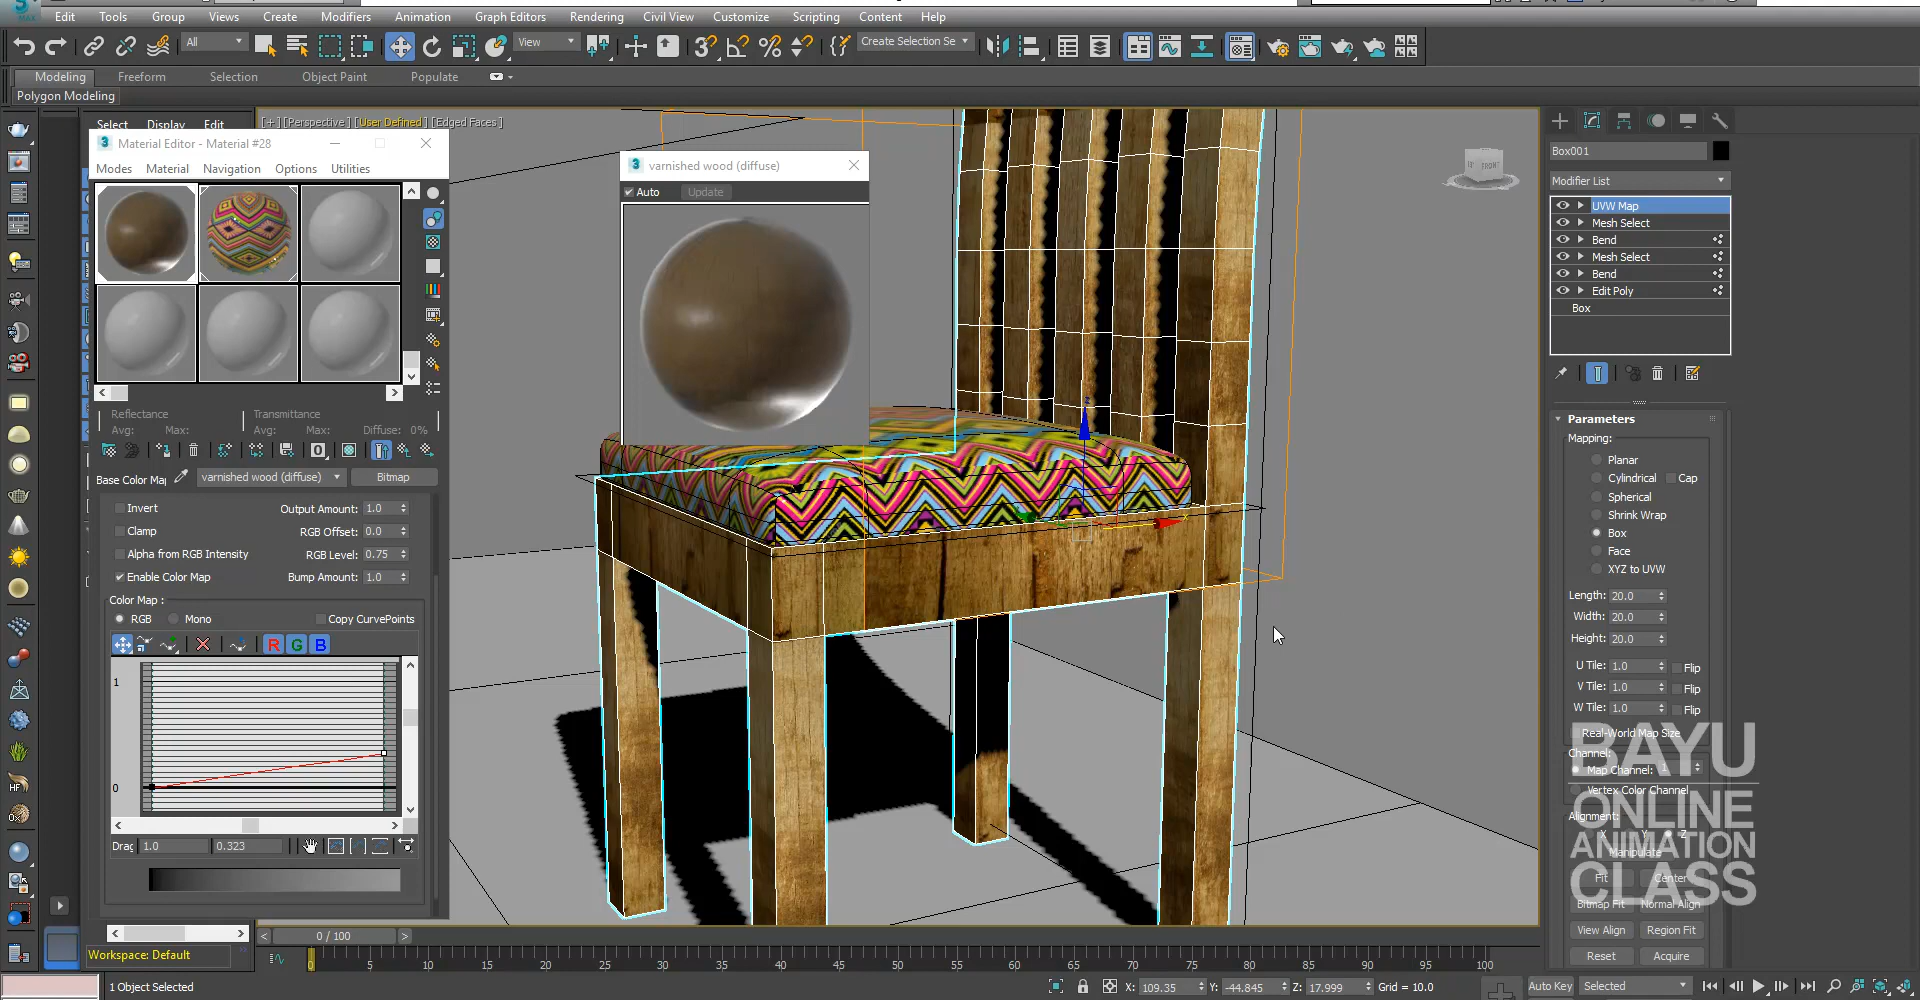 Edit Tools Group Views Create Modifiers Animation Graph Editors Rendering Civil View Customize Scripting Content Help
All View Create Selection Se
Modeling Freeform Selection Object Paint Populate
Polygon Modeling
Select Display Edit
[+] [Perspective] [User Defined] [Edged Faces]
Material Editor - Material #28
Modes Material Navigation Options Utilities
Reflectance Transmittance
Avg: Max: Avg: Max: Diffuse: 0%
Base Color Map varnished wood (diffuse) Bitmap
Invert Output Amount: 1.0
Clamp RGB Offset: 0.0
Alpha from RGB Intensity RGB Level: 0.75
Enable Color Map Bump Amount: 1.0
Color Map :
RGB Mono Copy CurvePoints
R G B
1
0
Drag 1.0 0.323
Workspace: Default
varnished wood (diffuse)
Auto Update
FRONT
Box001
Modifier List
UVW Map
Mesh Select
Bend
Mesh Select
Bend
Edit Poly
Box
Parameters
Mapping:
Planar
Cylindrical Cap
Spherical
Shrink Wrap
Box
Face
XYZ to UVW
Length: 20.0
Width: 20.0
Height: 20.0
U Tile: 1.0 Flip
V Tile: 1.0 Flip
W Tile: 1.0 Flip
Real-World Map Size
Channel:
Map Channel: 1
Vertex Color Channel
Alignment:
X Y Z
Manipulate
Fit Center
Bitmap Fit Normal Align
View Align Region Fit
Reset Acquire
BAYU
ONLINE
ANIMATION
CLASS
0 / 100
0 5 10 15 20 25 30 35 40 45 50 55 60 65 70 75 80 85 90 95 100
1 Object Selected X: 109.35 Y: -44.845 Z: 17.999 Grid = 10.0 Auto Key Selected